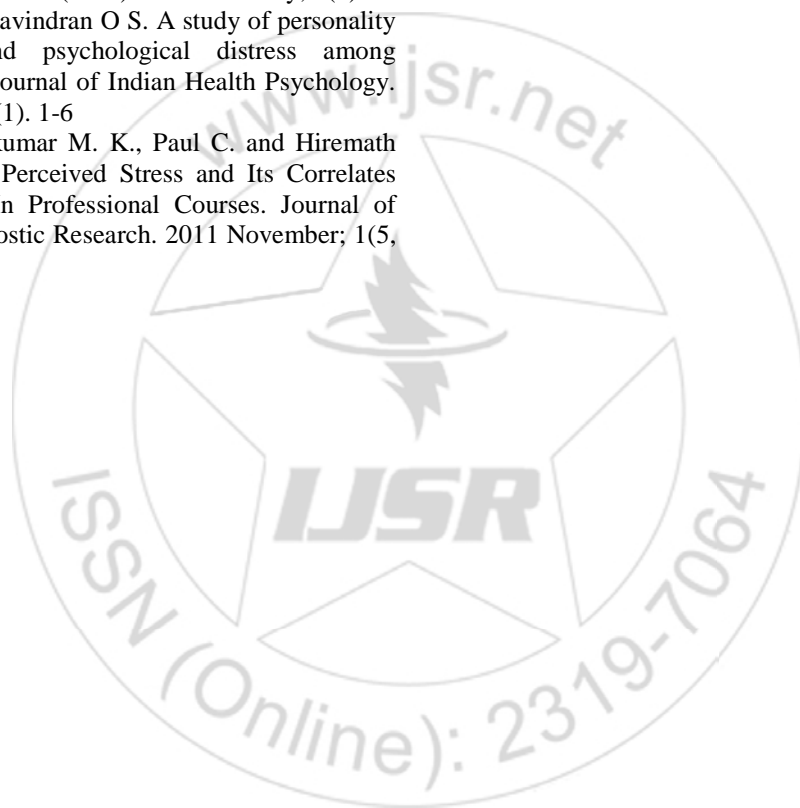 avindran O S. A study of personality
nd psychological distress among
ournal of Indian Health Psychology.
(1). 1-6
kumar M. K., Paul C. and Hiremath
Perceived Stress and Its Correlates
n Professional Courses. Journal of
ostic Research. 2011 November; 1(5,
www.ijsr.net
IJSR
ISSN (Online): 2319-7064